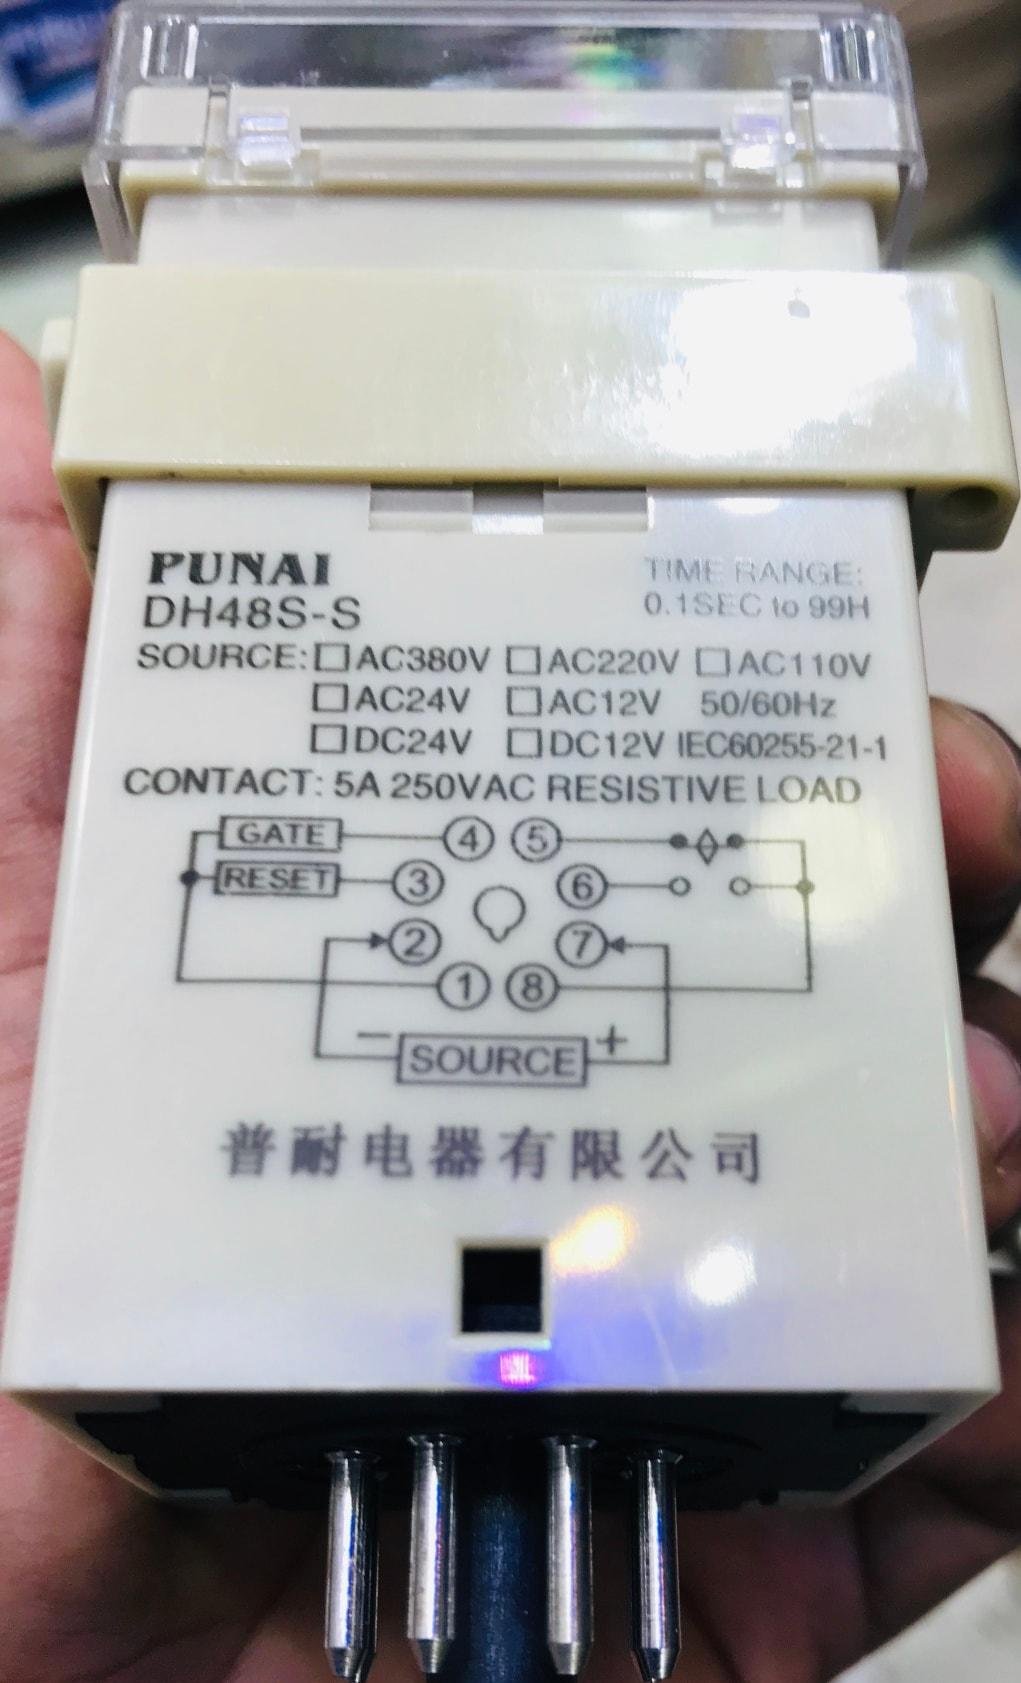 PUNAI
DH48S-S
TIME RANGE:
0.1SEC to 99H
SOURCE: □AC380V □AC220V □AC110V
□AC24V □AC12V 50/60Hz
□DC24V □DC12V IEC60255-21-1
CONTACT: 5A 250VAC RESISTIVE LOAD
GATE ④ ⑤
RESET ③ ⑥
② ⑦
① ⑧
− SOURCE +
普耐电器有限公司